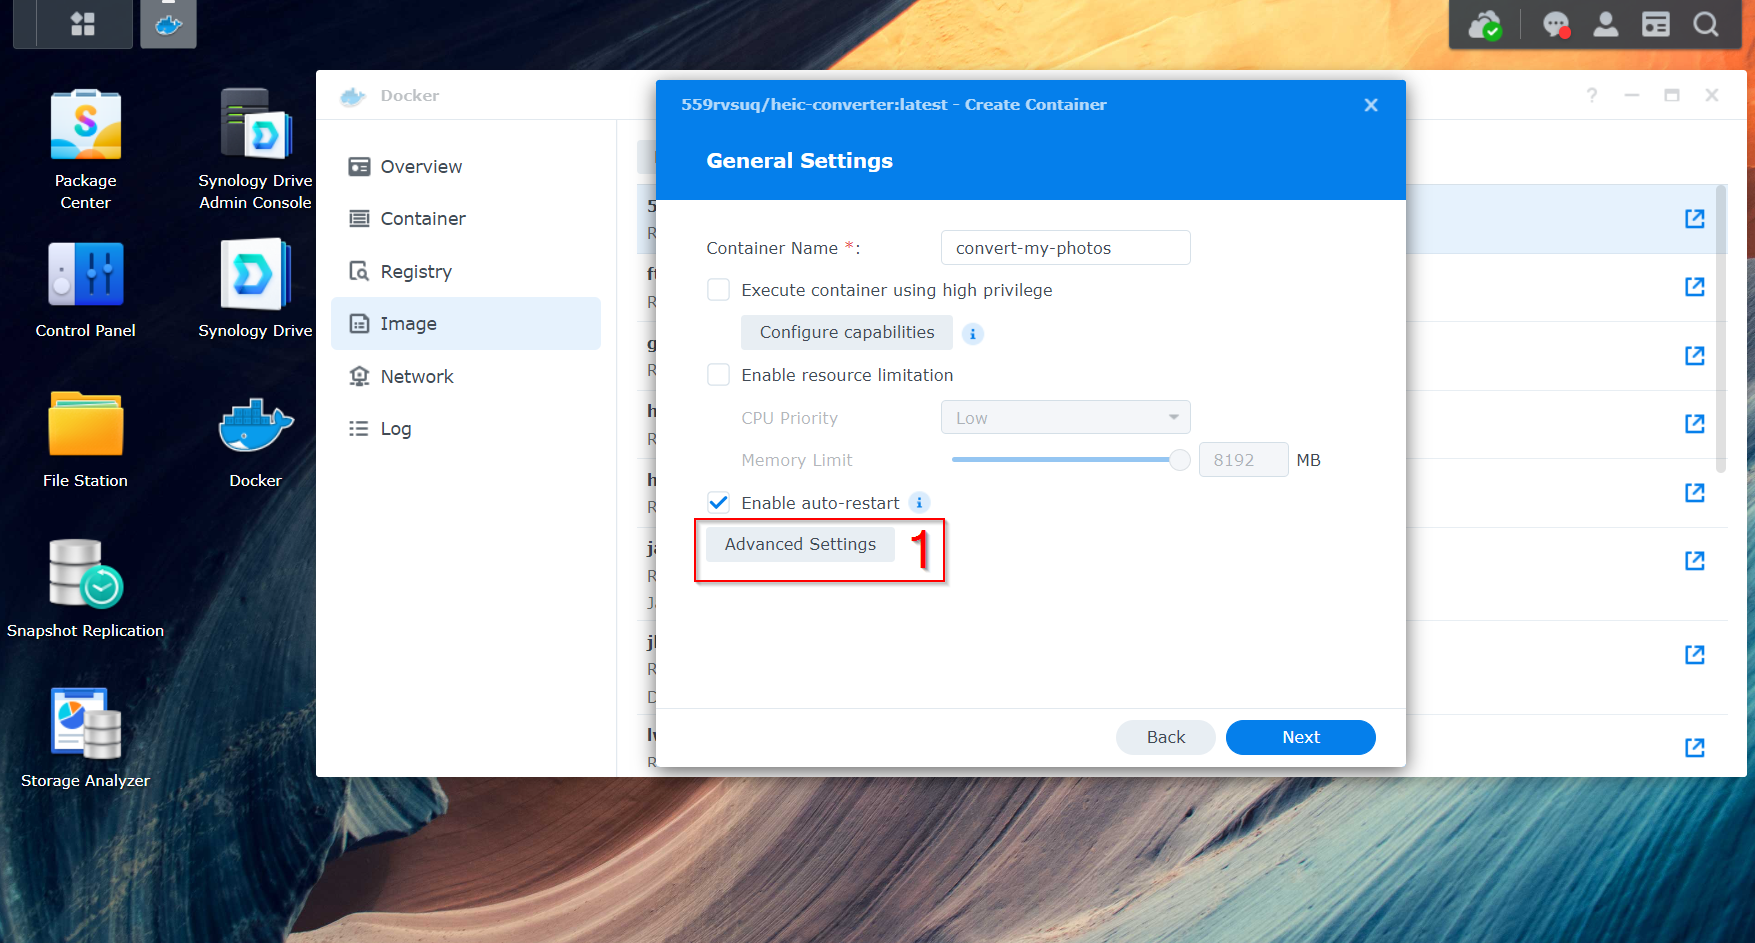 Package
Center
Synology Drive
Admin Console
Control Panel
Synology Drive
File Station
Docker
Snapshot Replication
Storage Analyzer
Docker
?
Overview
Container
Registry
Image
Network
Log
559rvsuq/heic-converter:latest - Create Container
General Settings
Container Name *: convert-my-photos
Execute container using high privilege
Configure capabilities
Enable resource limitation
CPU Priority Low
Memory Limit 8192 MB
Enable auto-restart
Advanced Settings 1
Back Next